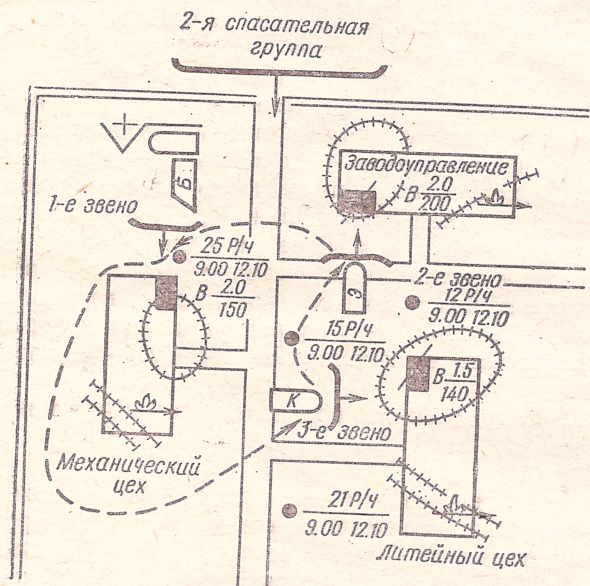 2-я спасательная
группа
Заводоуправление
В 2.0
200
Б
1-е звено
25 Р/ч
9.00 12.10
В 2.0
150
Э
2-е звено
12 Р/ч
9.00 12.10
15 Р/ч
9.00 12.10
В 1.5
140
К
3-е звено
Механический
цех
21 Р/ч
9.00 12.10
Литейный цех